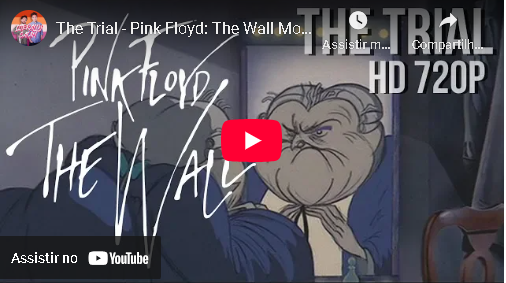 The Trial - Pink Floyd: The Wall Mo...
THE TRIAL
Assistir m...
Compartilh...
HD 720P
PINK FLOYD
THE WALL
Assistir no YouTube